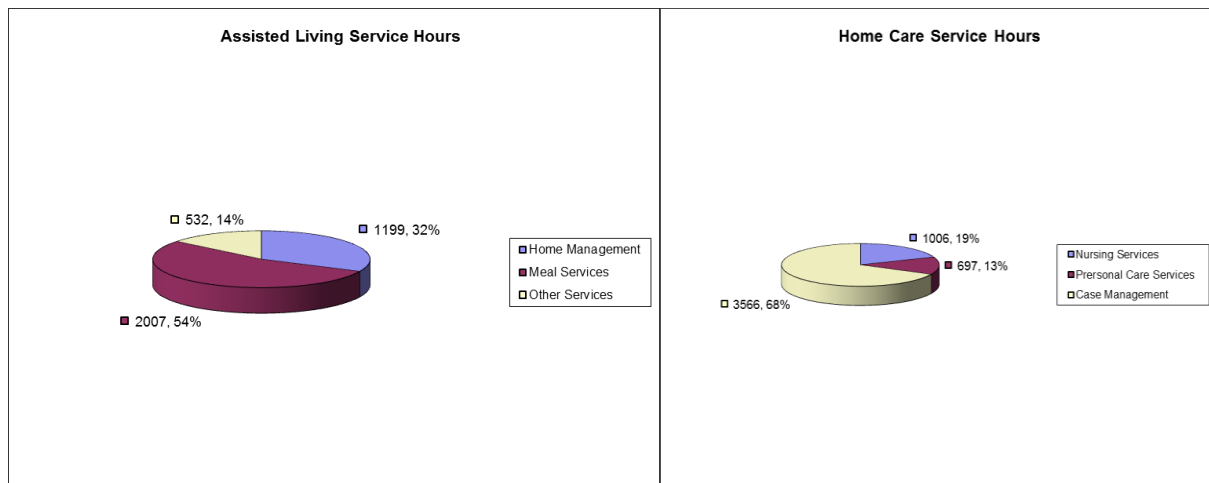 Assisted Living Service Hours
532, 14%
1199, 32%
2007, 54%
Home Management
Meal Services
Other Services
Home Care Service Hours
1006, 19%
697, 13%
3566, 68%
Nursing Services
Prersonal Care Services
Case Management